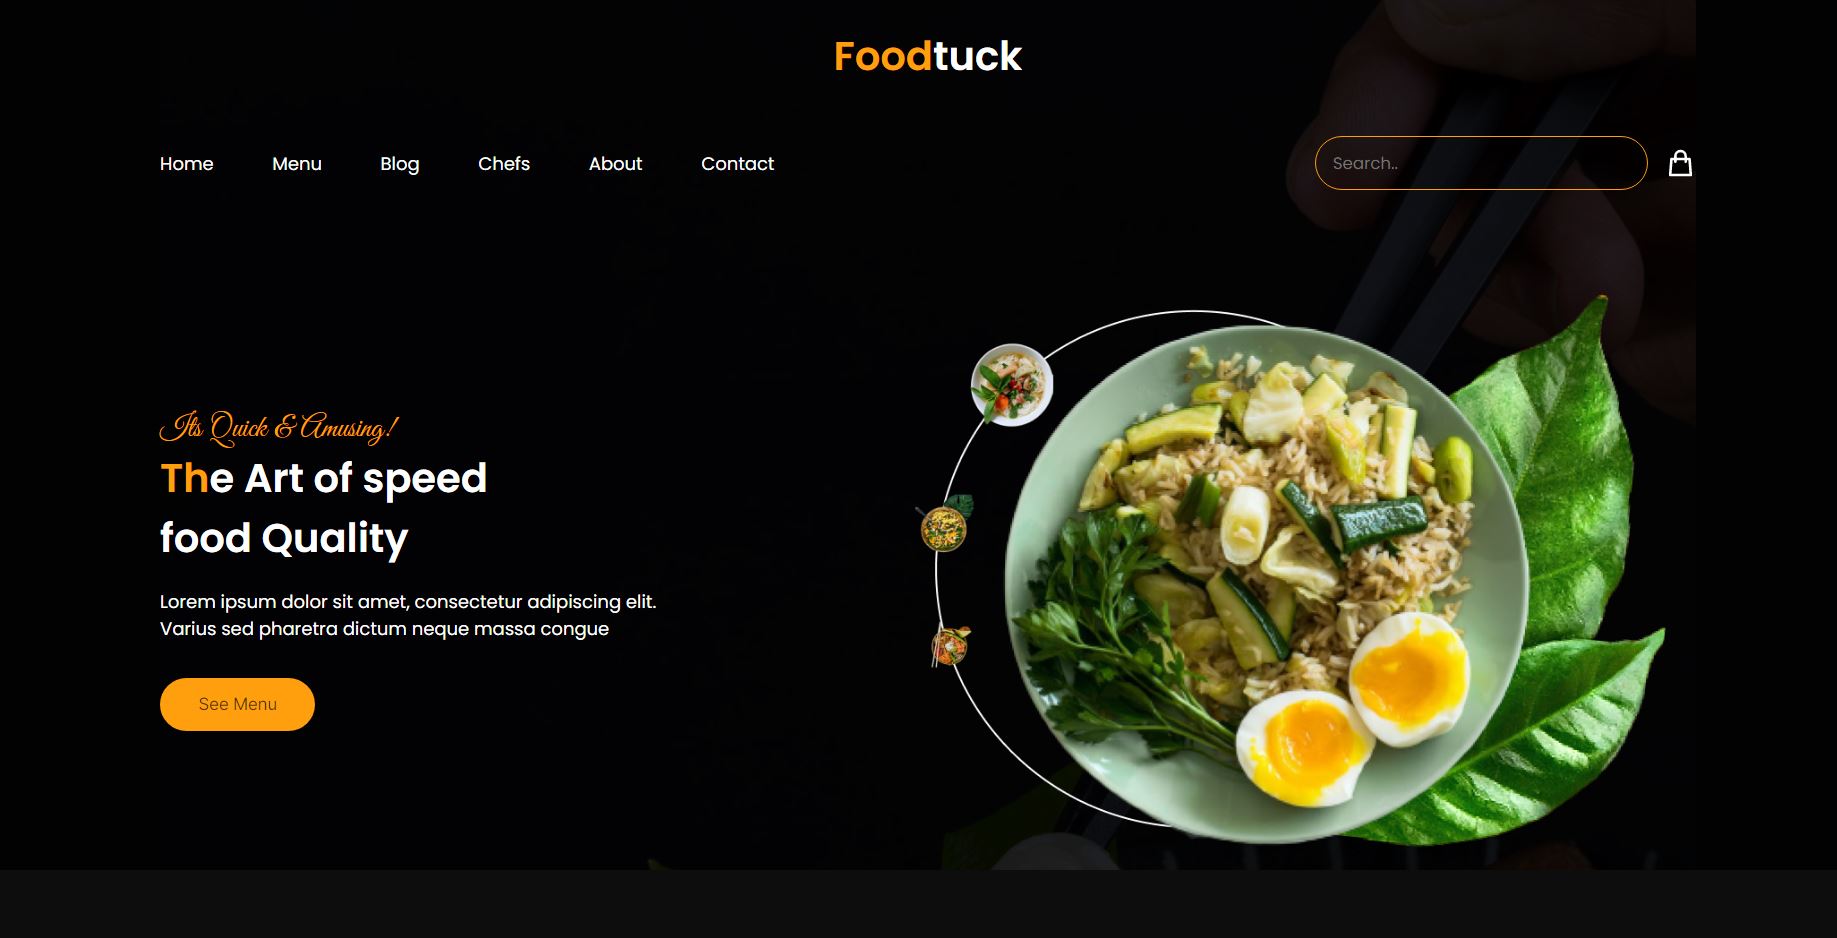 Foodtuck
Home Menu Blog Chefs About Contact Search..
Its Quick & Amusing!
The Art of speed
food Quality
Lorem ipsum dolor sit amet, consectetur adipiscing elit.
Varius sed pharetra dictum neque massa congue
See Menu